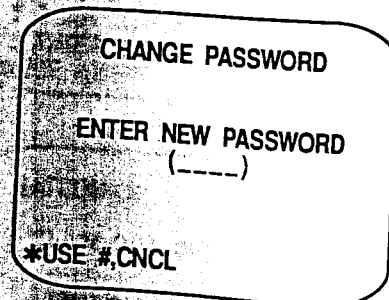 CHANGE PASSWORD
ENTER NEW PASSWORD
(____)
*USE #,CNCL